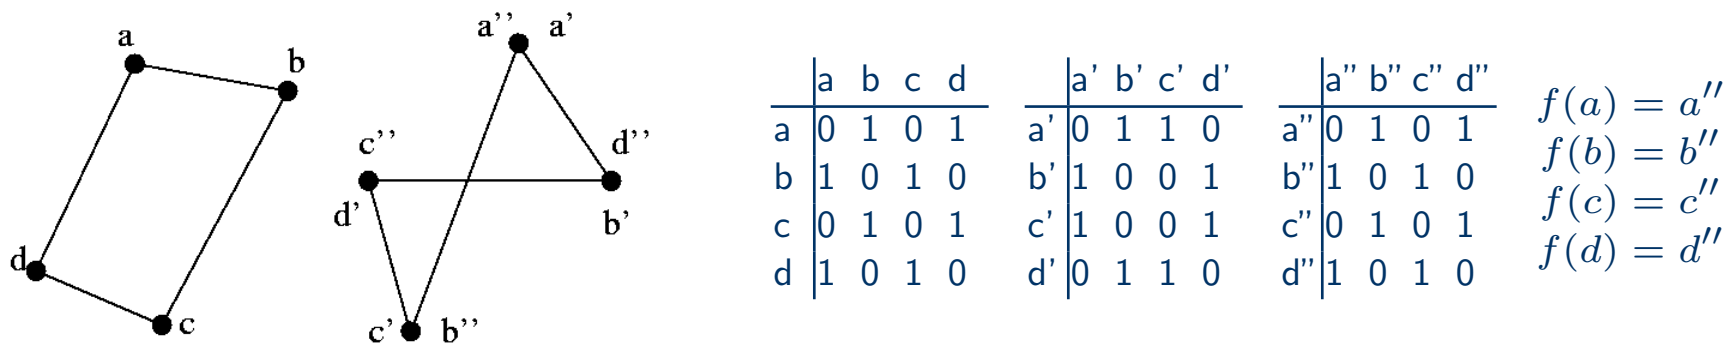 a
b
d
c
a’’ a’
c’’
d’’
d’
b’
c’ b’’
a b c d
a 0 1 0 1
b 1 0 1 0
c 0 1 0 1
d 1 0 1 0
a' b' c' d'
a' 0 1 1 0
b' 1 0 0 1
c' 1 0 0 1
d' 0 1 1 0
a" b" c" d"
a" 0 1 0 1
b" 1 0 1 0
c" 0 1 0 1
d" 1 0 1 0
f(a) = a′′
f(b) = b′′
f(c) = c′′
f(d) = d′′